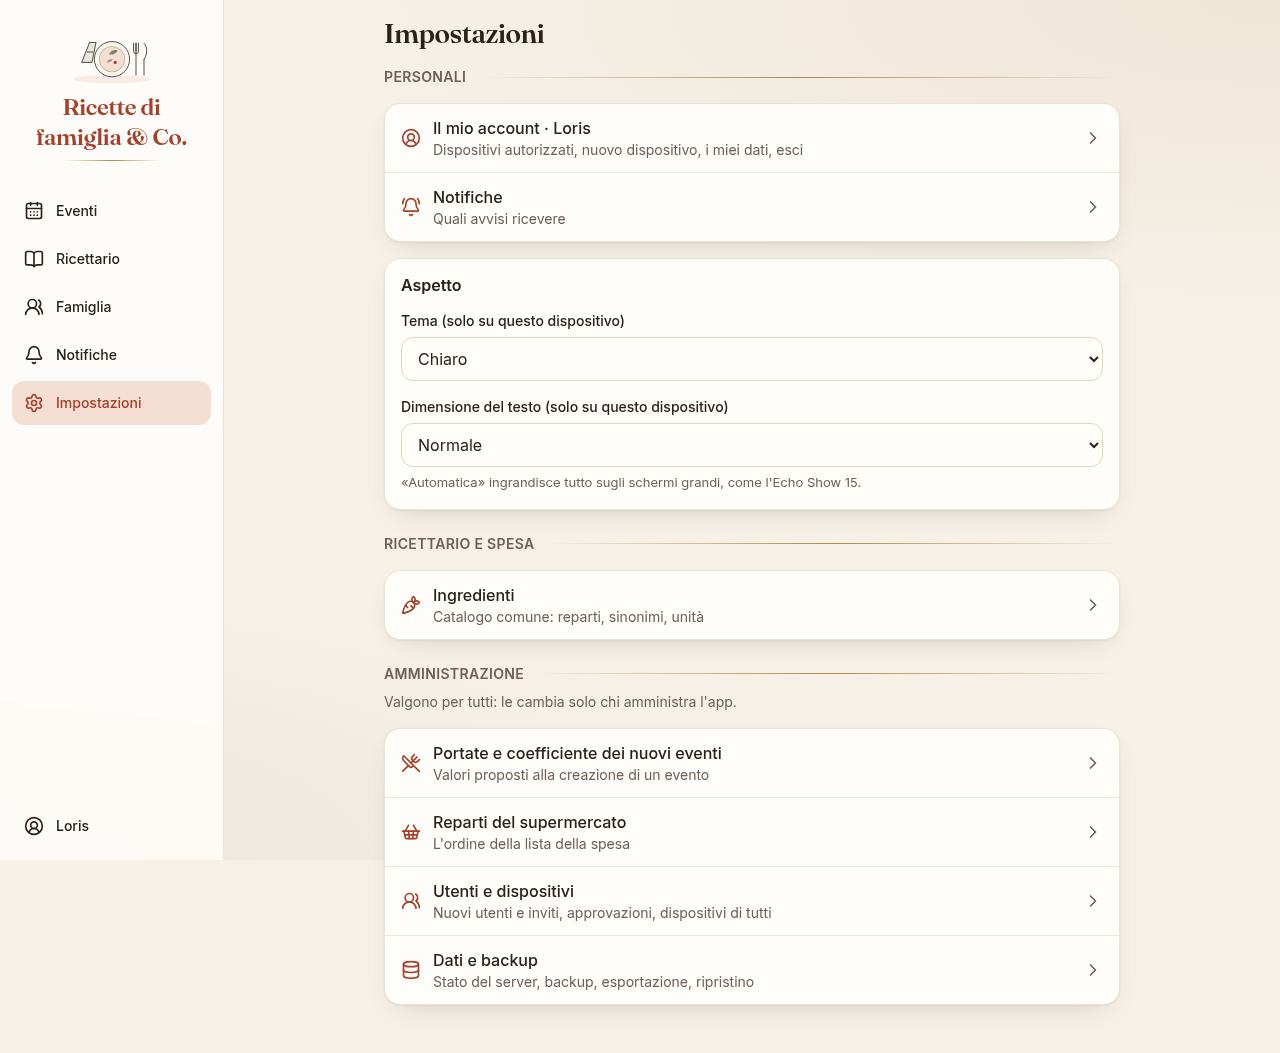 Ricette di
famiglia & Co.
Eventi
Ricettario
Famiglia
Notifiche
Impostazioni
Loris
Impostazioni
PERSONALI
Il mio account · Loris
Dispositivi autorizzati, nuovo dispositivo, i miei dati, esci
Notifiche
Quali avvisi ricevere
Aspetto
Tema (solo su questo dispositivo)
Chiaro
Dimensione del testo (solo su questo dispositivo)
Normale
«Automatica» ingrandisce tutto sugli schermi grandi, come l'Echo Show 15.
RICETTARIO E SPESA
Ingredienti
Catalogo comune: reparti, sinonimi, unità
AMMINISTRAZIONE
Valgono per tutti: le cambia solo chi amministra l'app.
Portate e coefficiente dei nuovi eventi
Valori proposti alla creazione di un evento
Reparti del supermercato
L'ordine della lista della spesa
Utenti e dispositivi
Nuovi utenti e inviti, approvazioni, dispositivi di tutti
Dati e backup
Stato del server, backup, esportazione, ripristino